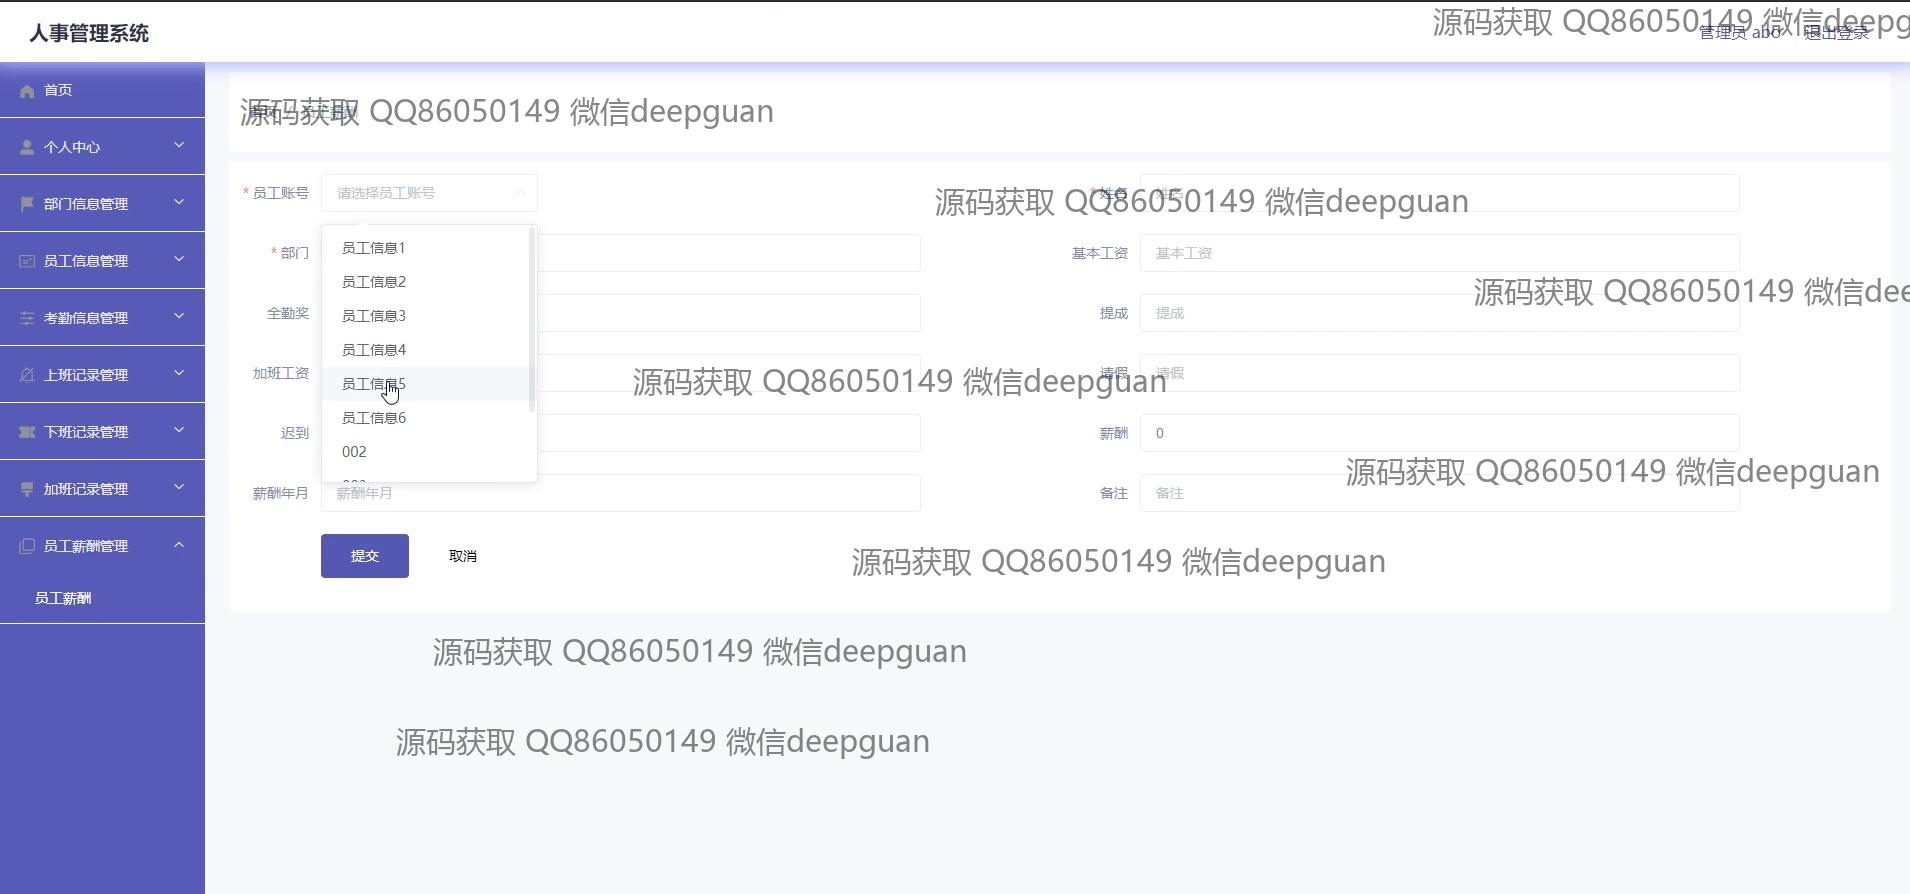 人事管理系统
源码获取 QQ86050149 微信deepg
管理员 abo 退出登录
首页
个人中心
部门信息管理
员工信息管理
考勤信息管理
上班记录管理
下班记录管理
加班记录管理
员工薪酬管理
员工薪酬
源码获取 QQ86050149 微信deepguan
* 员工账号 请选择员工账号
* 姓名 姓名
源码获取 QQ86050149 微信deepguan
员工信息1
员工信息2
员工信息3
员工信息4
员工信息5
员工信息6
002
* 部门
基本工资 基本工资
源码获取 QQ86050149 微信dee
全勤奖
提成 提成
加班工资
请假 请假
源码获取 QQ86050149 微信deepguan
迟到
薪酬 0
源码获取 QQ86050149 微信deepguan
薪酬年月 薪酬年月
备注 备注
提交 取消
源码获取 QQ86050149 微信deepguan
源码获取 QQ86050149 微信deepguan
源码获取 QQ86050149 微信deepguan